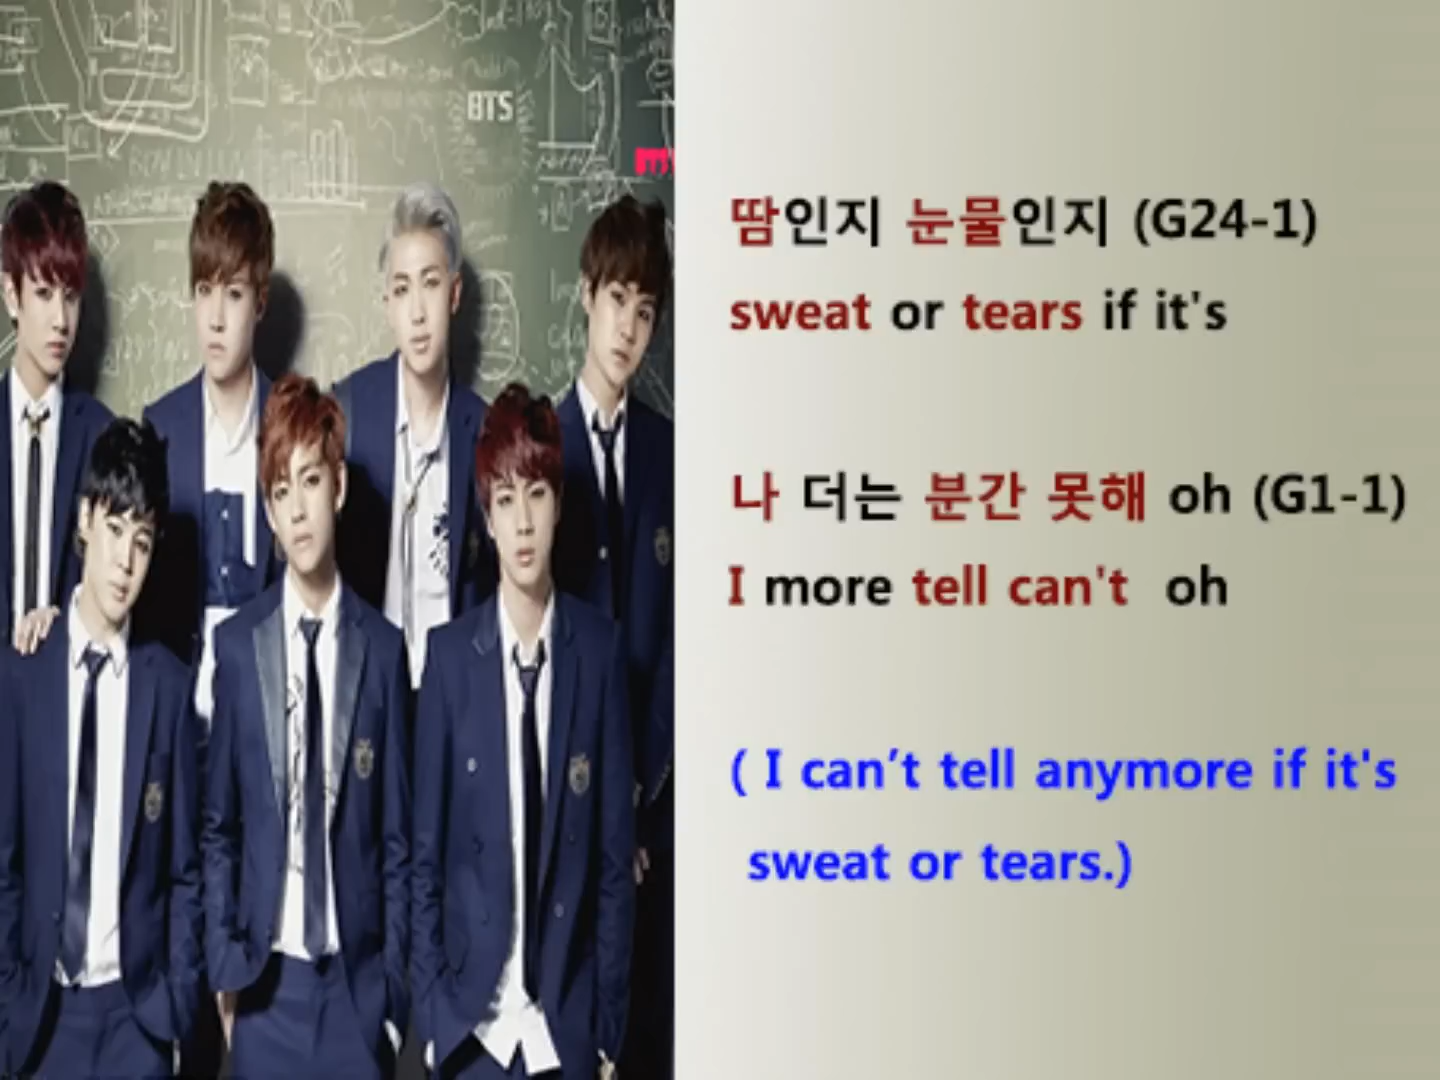 BTS
땀인지 눈물인지 (G24-1)
sweat or tears if it's
나 더는 분간 못해 oh (G1-1)
I more tell can't oh
( I can’t tell anymore if it's
sweat or tears.)